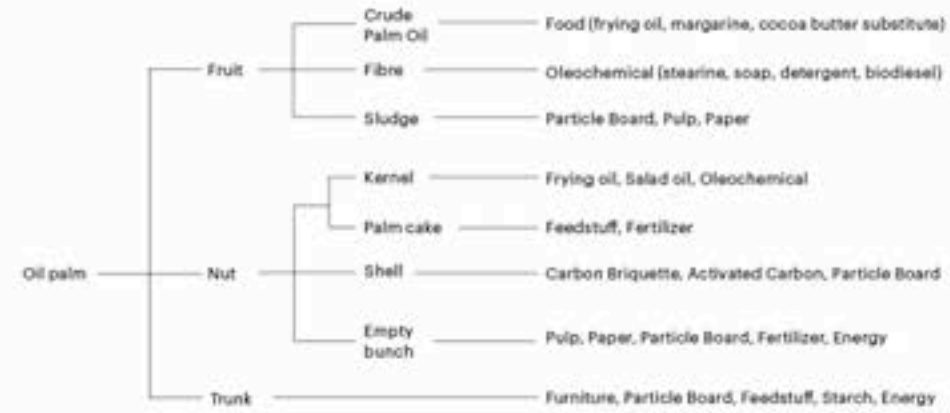 Crude
Palm Oil
Food (frying oil, margarine, cocoa butter substitute)
Fruit
Fibre
Oleochemical (stearine, soap, detergent, biodiesel)
Sludge
Particle Board, Pulp, Paper
Kernel
Frying oil, Salad oil, Oleochemical
Palm cake
Feedstuff, Fertilizer
Oil palm
Nut
Shell
Carbon Briquette, Activated Carbon, Particle Board
Empty
bunch
Pulp, Paper, Particle Board, Fertilizer, Energy
Trunk
Furniture, Particle Board, Feedstuff, Starch, Energy